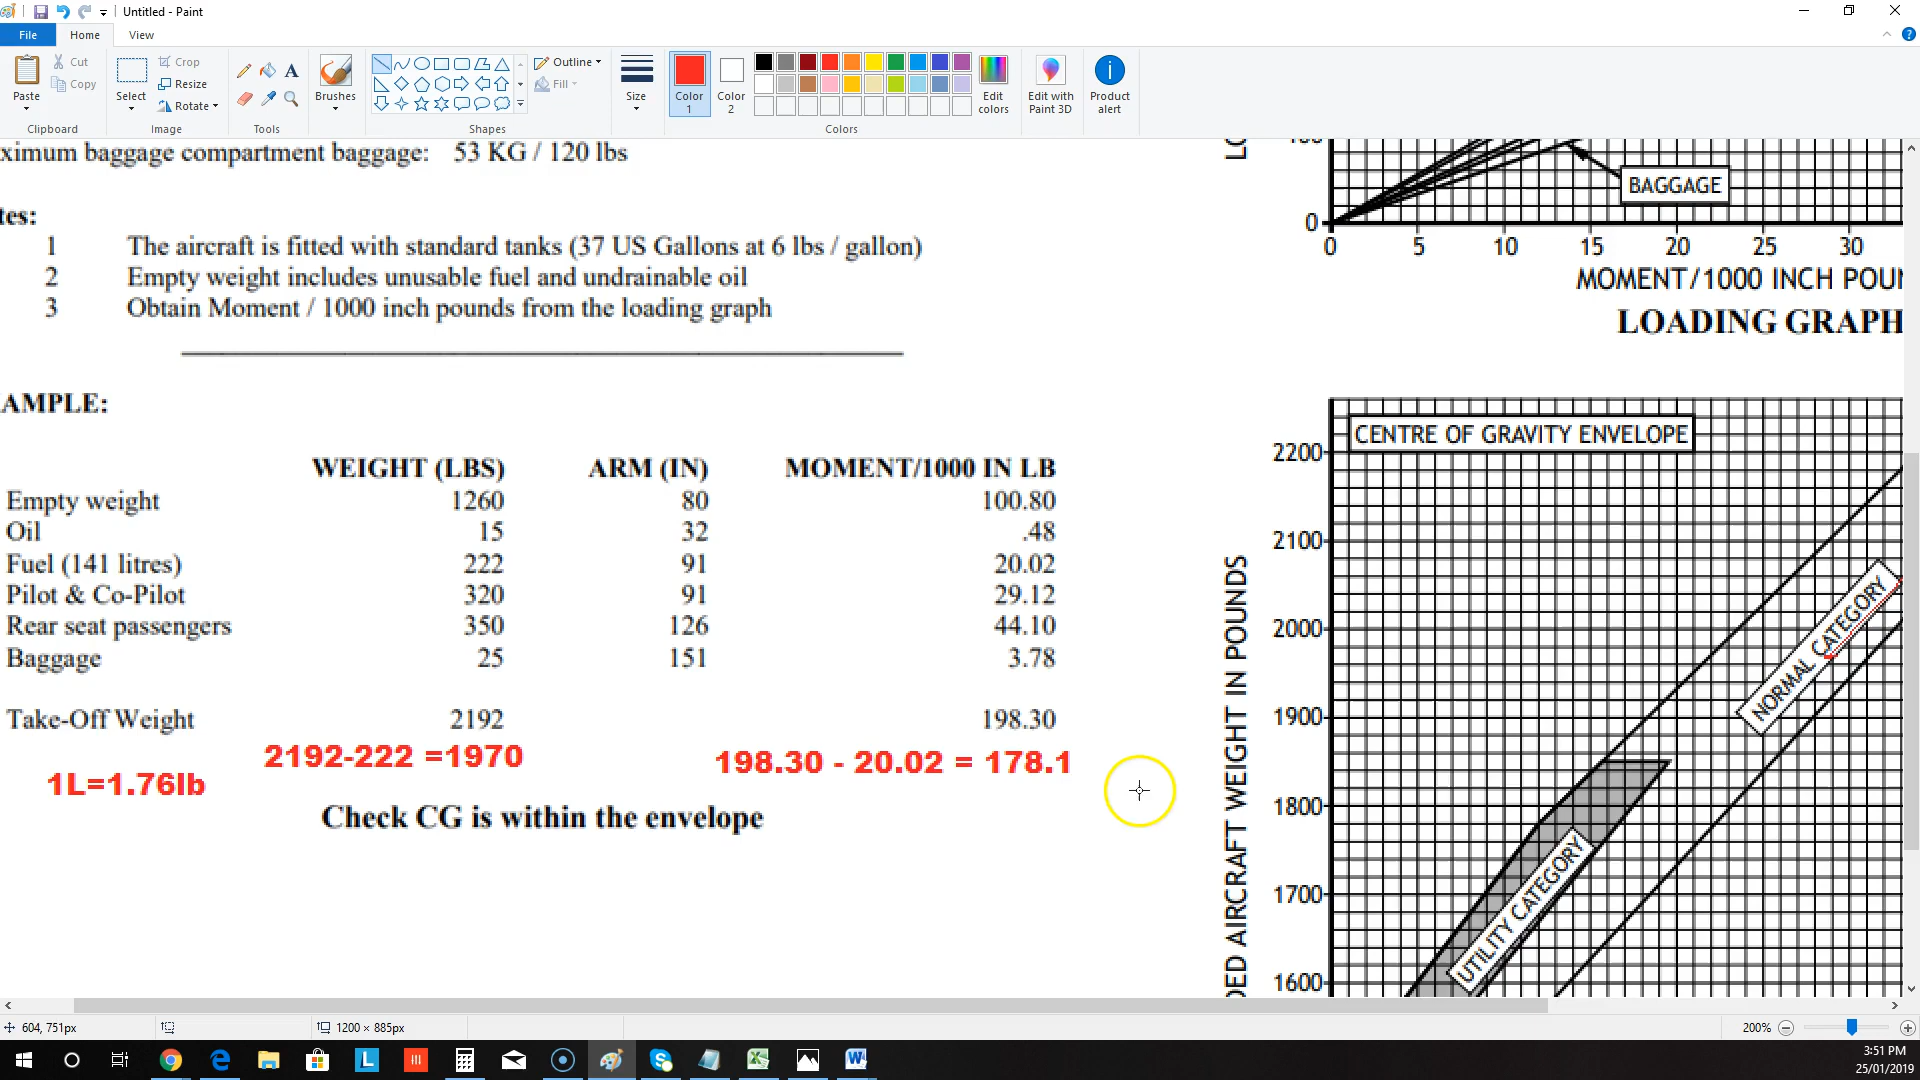 Untitled - Paint
File Home View
Paste Cut Copy Clipboard
Select Crop Resize Rotate Image
Tools
Brushes
Shapes Outline Fill
Size
Color 1 Color 2 Colors
Edit colors
Edit with Paint 3D
Product alert
ximum baggage compartment baggage: 53 KG / 120 lbs
tes:
1 The aircraft is fitted with standard tanks (37 US Gallons at 6 lbs / gallon)
2 Empty weight includes unusable fuel and undrainable oil
3 Obtain Moment / 1000 inch pounds from the loading graph
AMPLE:
WEIGHT (LBS) ARM (IN) MOMENT/1000 IN LB
Empty weight 1260 80 100.80
Oil 15 32 .48
Fuel (141 litres) 222 91 20.02
Pilot & Co-Pilot 320 91 29.12
Rear seat passengers 350 126 44.10
Baggage 25 151 3.78
Take-Off Weight 2192 198.30
2192-222 =1970
198.30 - 20.02 = 178.1
1L=1.76lb
Check CG is within the envelope
BAGGAGE
0
0 5 10 15 20 25 30
MOMENT/1000 INCH POUN
LOADING GRAPH
CENTRE OF GRAVITY ENVELOPE
2200
2100
2000
1900
1800
1700
1600
DED AIRCRAFT WEIGHT IN POUNDS
NORMAL CATEGORY
UTILITY CATEGORY
604, 751px
1200 × 885px
200%
3:51 PM
25/01/2019